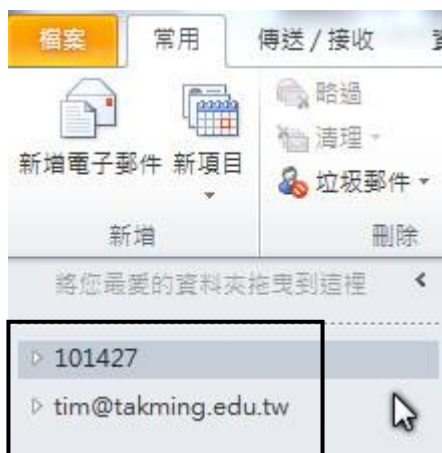 檔案 常用 傳送 / 接收
新增電子郵件 新項目
略過
清理
垃圾郵件
新增 刪除
將您最愛的資料夾拖曳到這裡
101427
tim@takming.edu.tw